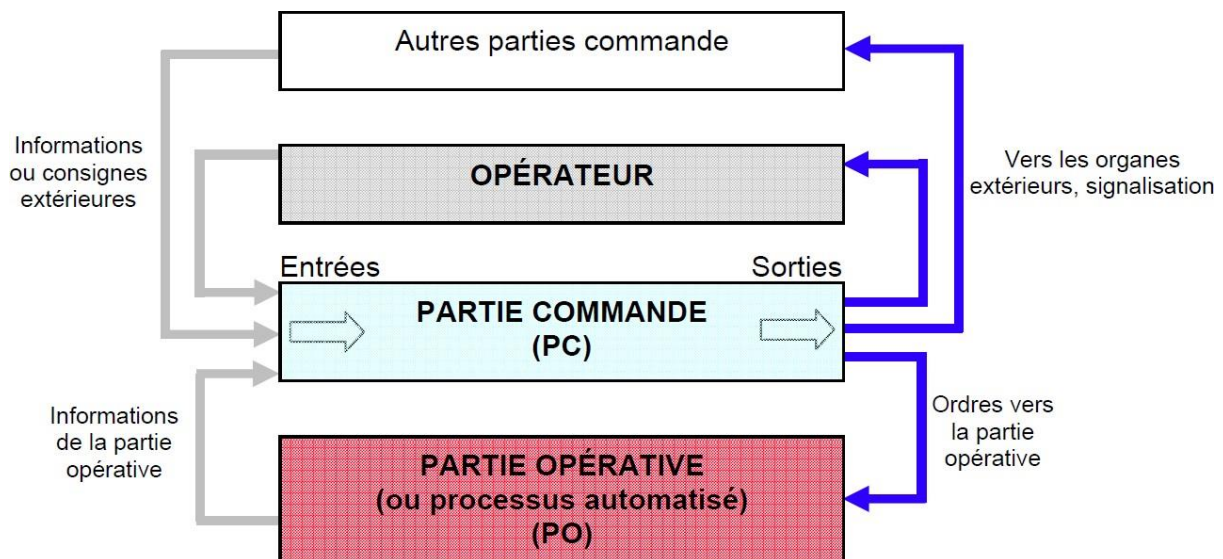 Autres parties commande
Informations
ou consignes
extérieures
OPÉRATEUR
Vers les organes
extérieurs, signalisation
Entrées
Sorties
PARTIE COMMANDE
(PC)
Informations
de la partie
opérative
Ordres vers
la partie
opérative
PARTIE OPÉRATIVE
(ou processus automatisé)
(PO)